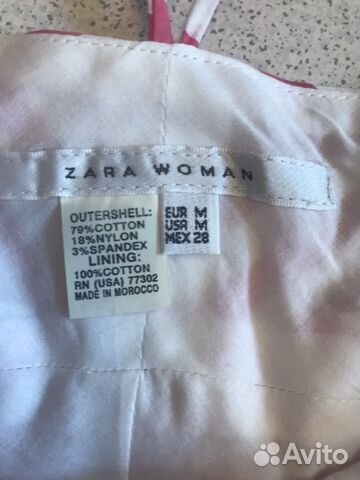 ZARA WOMAN
OUTERSHELL:
79%COTTON
18%NYLON
3%SPANDEX
LINING:
100%COTTON
RN (USA) 77302
MADE IN MOROCCO
EUR M
USA M
MEX 28
Avito